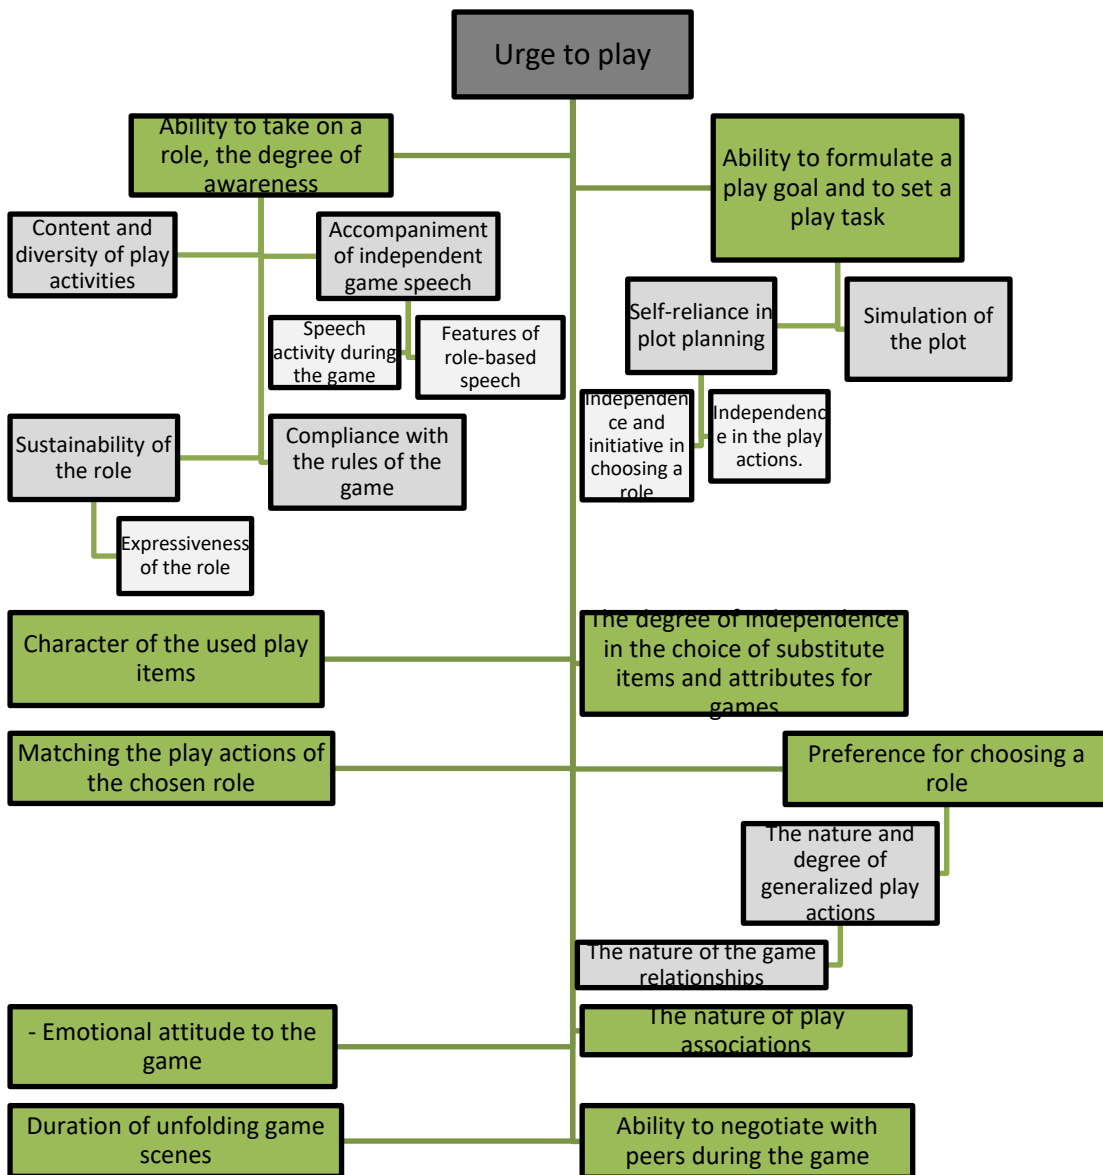 Urge to play
Ability to take on
a role, the degree of
awareness
Ability to formulate a
play goal and to set a
play task
Content and
diversity of play
activities
Accompaniment
of independent
game speech
Speech
activity during
the game
Features of
role-based
speech
Self-reliance in
plot planning
Simulation of
the plot
Independen
ce and
initiative in
choosing a
role
Independenc
e in the play
actions.
Sustainability of
the role
Compliance with
the rules of the
game
Expressiveness
of the role
Character of the used play
items
The degree of independence
in the choice of substitute
items and attributes for
games
Matching the play actions of
the chosen role
Preference for choosing a
role
The nature and
degree of
generalized play
actions
The nature of the game
relationships
- Emotional attitude to the
game
The nature of play
associations
Duration of unfolding game
scenes
Ability to negotiate with
peers during the game